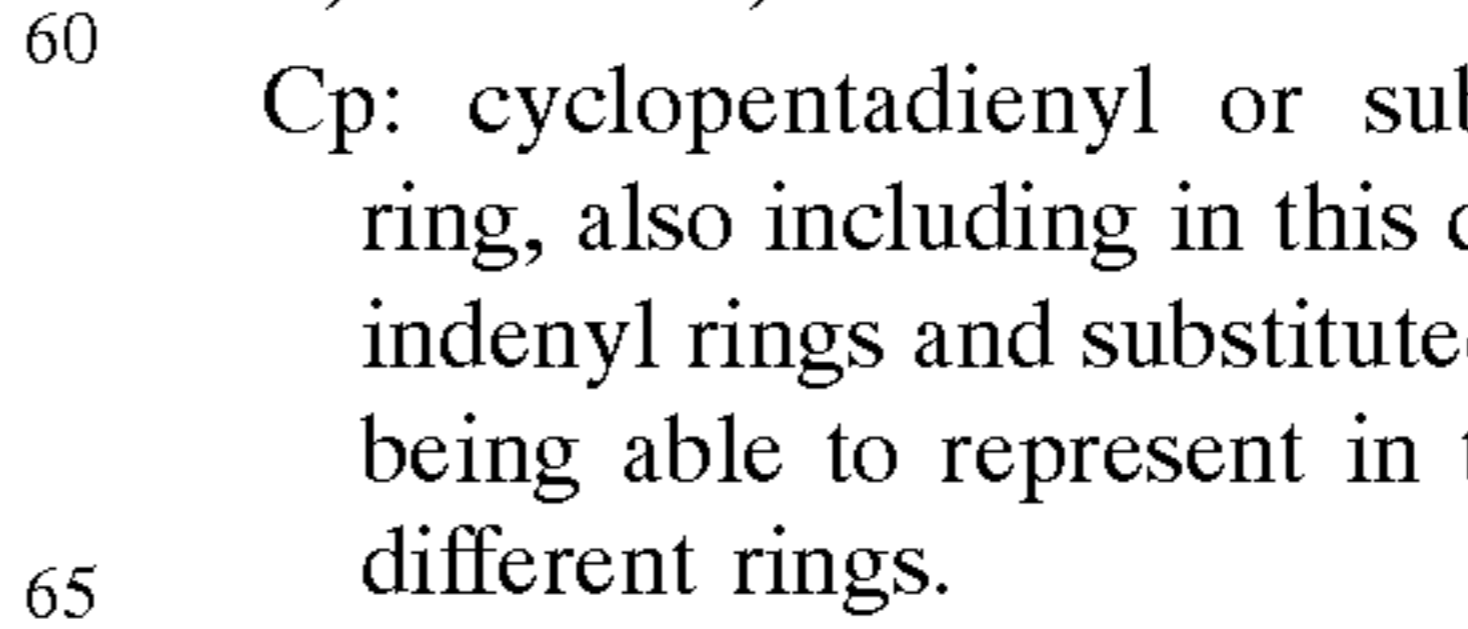 60
Cp: cyclopentadienyl or
ring, also including in this
indenyl rings and
being able to represent in
different rings.
65